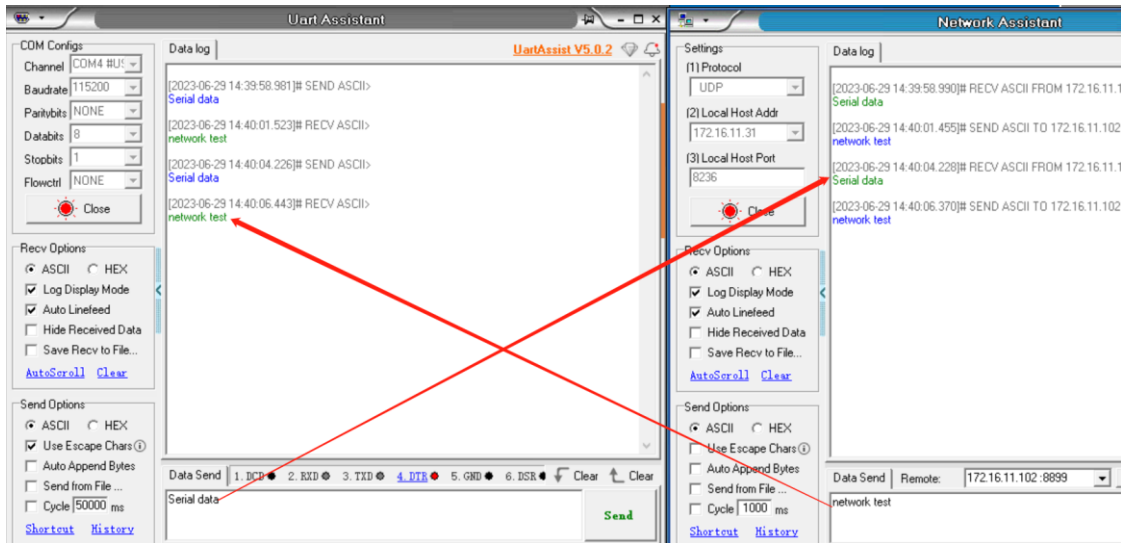 Uart Assistant
COM Configs
Channel COM4 #U
Baudrate 115200
Paritybits NONE
Databits 8
Stopbits 1
Flowctrl NONE
Close
Recv Options
ASCII HEX
Log Display Mode
Auto Linefeed
Hide Received Data
Save Recv to File...
AutoScroll Clear
Send Options
ASCII HEX
Use Escape Chars
Auto Append Bytes
Send from File ...
Cycle 50000 ms
Shortcut History
Data log
UartAssist V5.0.2
[2023-06-29 14:39:58.981]# SEND ASCII>
Serial data
[2023-06-29 14:40:01.523]# RECV ASCII>
network test
[2023-06-29 14:40:04.226]# SEND ASCII>
Serial data
[2023-06-29 14:40:06.443]# RECV ASCII>
network test
Data Send 1. DCD 2. RXD 3. TXD 4. DTR 5. GND 6. DSR Clear Clear
Serial data
Send
Network Assistant
Settings
(1) Protocol
UDP
(2) Local Host Addr
172.16.11.31
(3) Local Host Port
8236
Close
Recv Options
ASCII HEX
Log Display Mode
Auto Linefeed
Hide Received Data
Save Recv to File...
AutoScroll Clear
Send Options
ASCII HEX
Use Escape Chars
Auto Append Bytes
Send from File ...
Cycle 1000 ms
Shortcut History
Data log
[2023-06-29 14:39:58.990]# RECV ASCII FROM 172.16.11.1
Serial data
[2023-06-29 14:40:01.455]# SEND ASCII TO 172.16.11.102
network test
[2023-06-29 14:40:04.228]# RECV ASCII FROM 172.16.11.1
Serial data
[2023-06-29 14:40:06.370]# SEND ASCII TO 172.16.11.102
network test
Data Send Remote: 172.16.11.102 :8899
network test